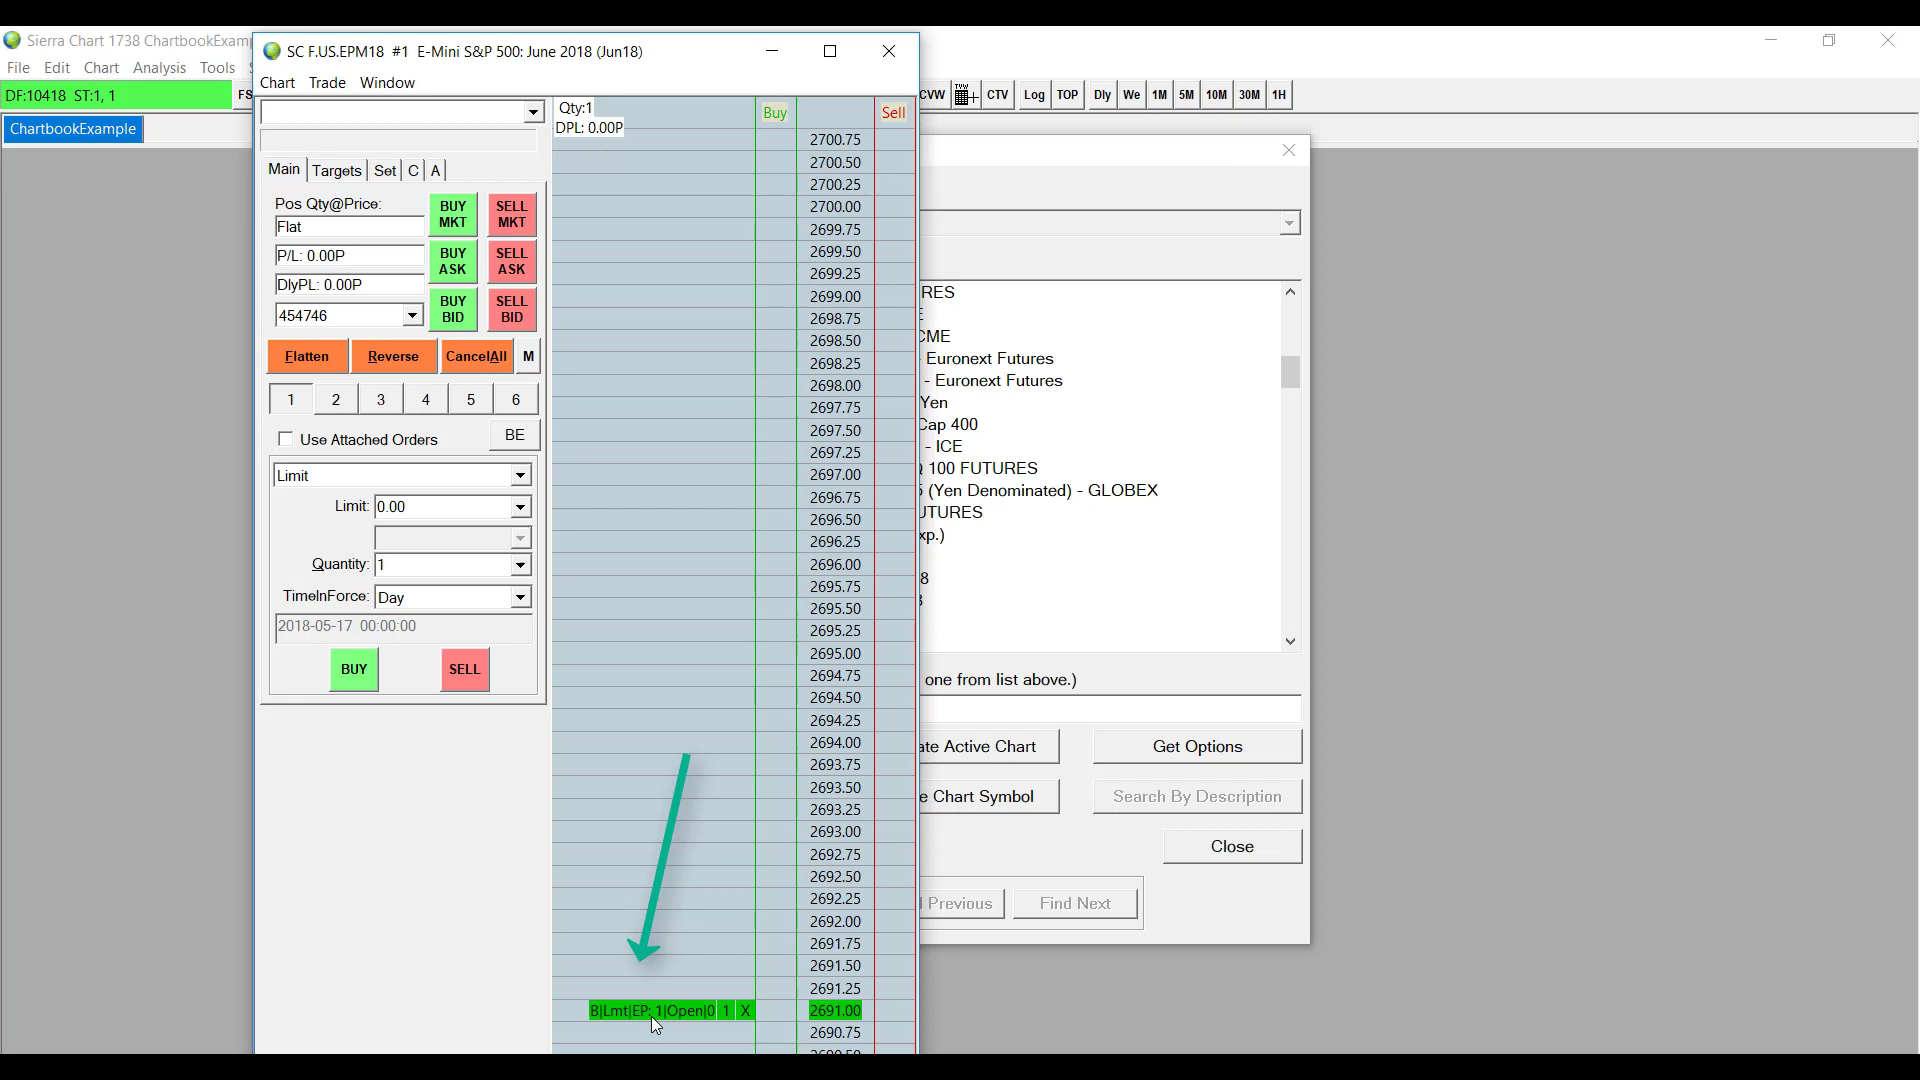 Sierra Chart 1738 ChartbookExam
File Edit Chart Analysis Tools
DF:10418 ST:1, 1
FS
CVW
CTV
Log
TOP
Dly
We
1M
5M
10M
30M
1H
ChartbookExample
SC F.US.EPM18 #1 E-Mini S&P 500: June 2018 (Jun18)
Chart Trade Window
Main Targets Set C A
Pos Qty@Price:
Flat
P/L: 0.00P
DlyPL: 0.00P
454746
BUY
MKT
SELL
MKT
BUY
ASK
SELL
ASK
BUY
BID
SELL
BID
Flatten
Reverse
CancelAll
M
1 2 3 4 5 6
Use Attached Orders
BE
Limit
Limit: 0.00
Quantity: 1
TimeInForce: Day
2018-05-17 00:00:00
BUY
SELL
Qty:1
DPL: 0.00P
Buy
Sell
2700.75
2700.50
2700.25
2700.00
2699.75
2699.50
2699.25
2699.00
2698.75
2698.50
2698.25
2698.00
2697.75
2697.50
2697.25
2697.00
2696.75
2696.50
2696.25
2696.00
2695.75
2695.50
2695.25
2695.00
2694.75
2694.50
2694.25
2694.00
2693.75
2693.50
2693.25
2693.00
2692.75
2692.50
2692.25
2692.00
2691.75
2691.50
2691.25
B|Lmt|EP: 1|Open|0 1 X 2691.00
2690.75
RES
CME
- Euronext Futures
- Euronext Futures
Yen
Cap 400
- ICE
100 FUTURES
(Yen Denominated) - GLOBEX
UTURES
xp.)
8
one from list above.)
ate Active Chart
Get Options
e Chart Symbol
Search By Description
Close
Previous
Find Next